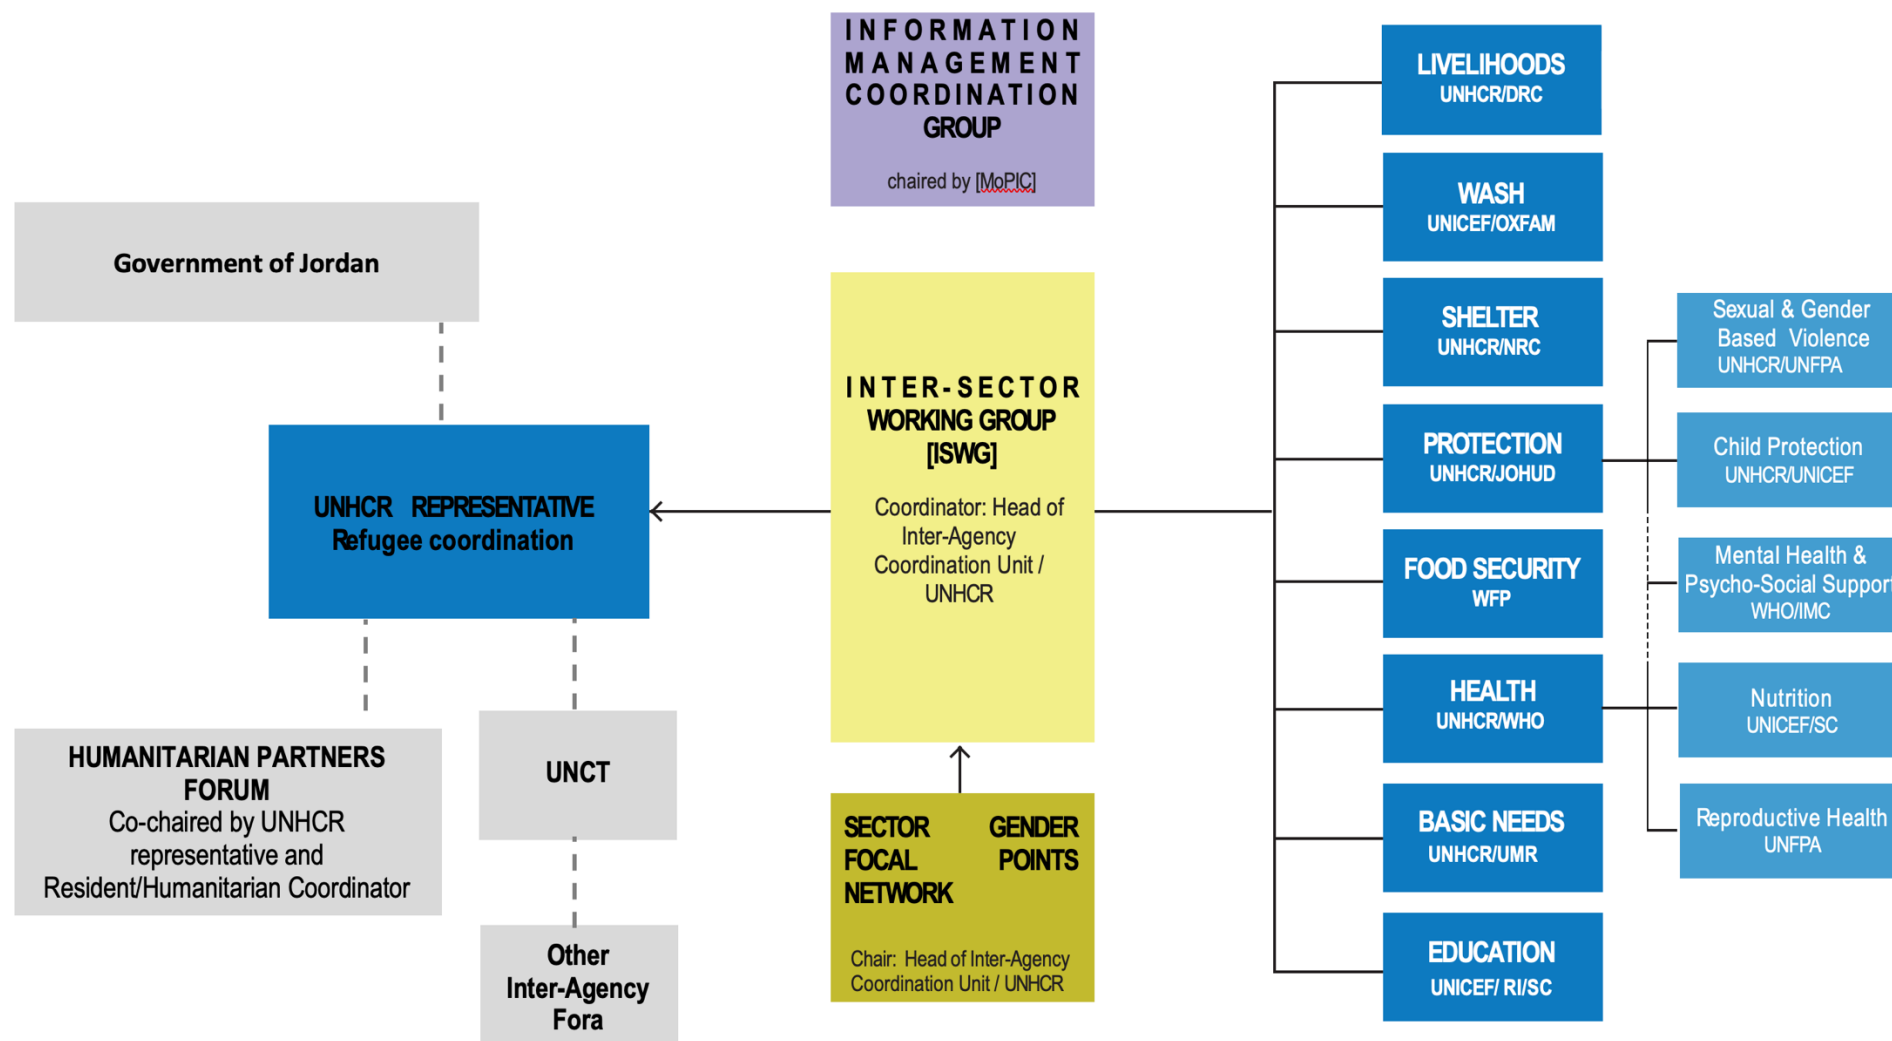 INFORMATION
MANAGEMENT
COORDINATION
GROUP
chaired by [MoPIC]
Government of Jordan
UNHCR REPRESENTATIVE
Refugee coordination
HUMANITARIAN PARTNERS
FORUM
Co-chaired by UNHCR
representative and
Resident/Humanitarian Coordinator
UNCT
Other
Inter-Agency
Fora
INTER-SECTOR
WORKING GROUP
[ISWG]
Coordinator: Head of
Inter-Agency
Coordination Unit /
UNHCR
SECTOR GENDER
FOCAL POINTS
NETWORK
Chair: Head of Inter-Agency
Coordination Unit / UNHCR
LIVELIHOODS
UNHCR/DRC
WASH
UNICEF/OXFAM
SHELTER
UNHCR/NRC
PROTECTION
UNHCR/JOHUD
FOOD SECURITY
WFP
HEALTH
UNHCR/WHO
BASIC NEEDS
UNHCR/UMR
EDUCATION
UNICEF/ RI/SC
Sexual & Gender
Based Violence
UNHCR/UNFPA
Child Protection
UNHCR/UNICEF
Mental Health &
Psycho-Social Support
WHO/IMC
Nutrition
UNICEF/SC
Reproductive Health
UNFPA